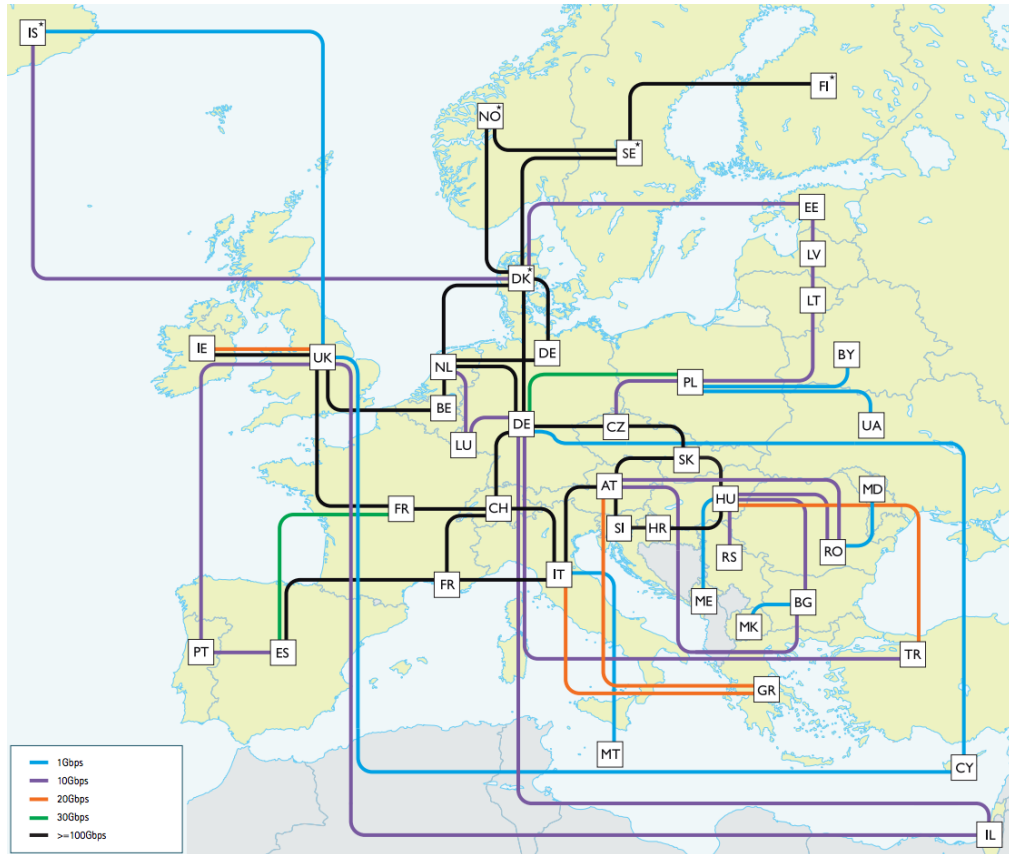 IS*
FI*
NO*
SE*
EE
LV
DK*
LT
IE
UK
DE
BY
NL
PL
BE
DE
CZ
UA
LU
SK
AT
HU
MD
FR
CH
SI
HR
RO
RS
IT
FR
ME
BG
MK
PT
ES
TR
GR
MT
CY
IL
1Gbps
10Gbps
20Gbps
30Gbps
>=100Gbps